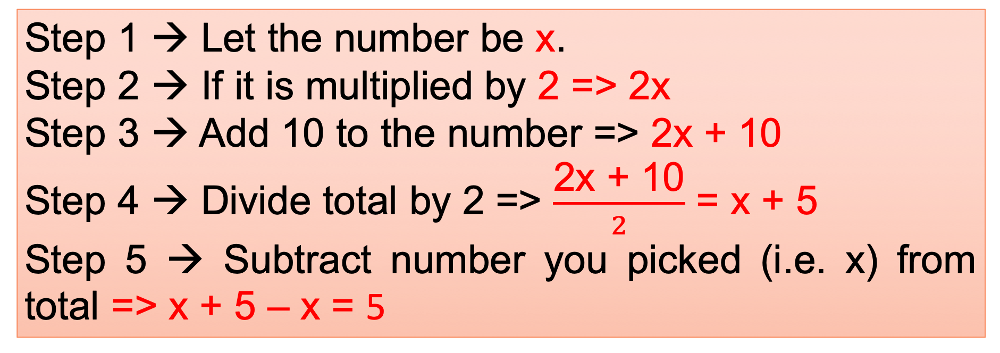 Step 1 → Let the number be x.
Step 2 → If it is multiplied by 2 => 2x
Step 3 → Add 10 to the number => 2x + 10
Step 4 → Divide total by 2 => (2x + 10)/2 = x + 5
Step 5 → Subtract number you picked (i.e. x) from
total => x + 5 – x = 5